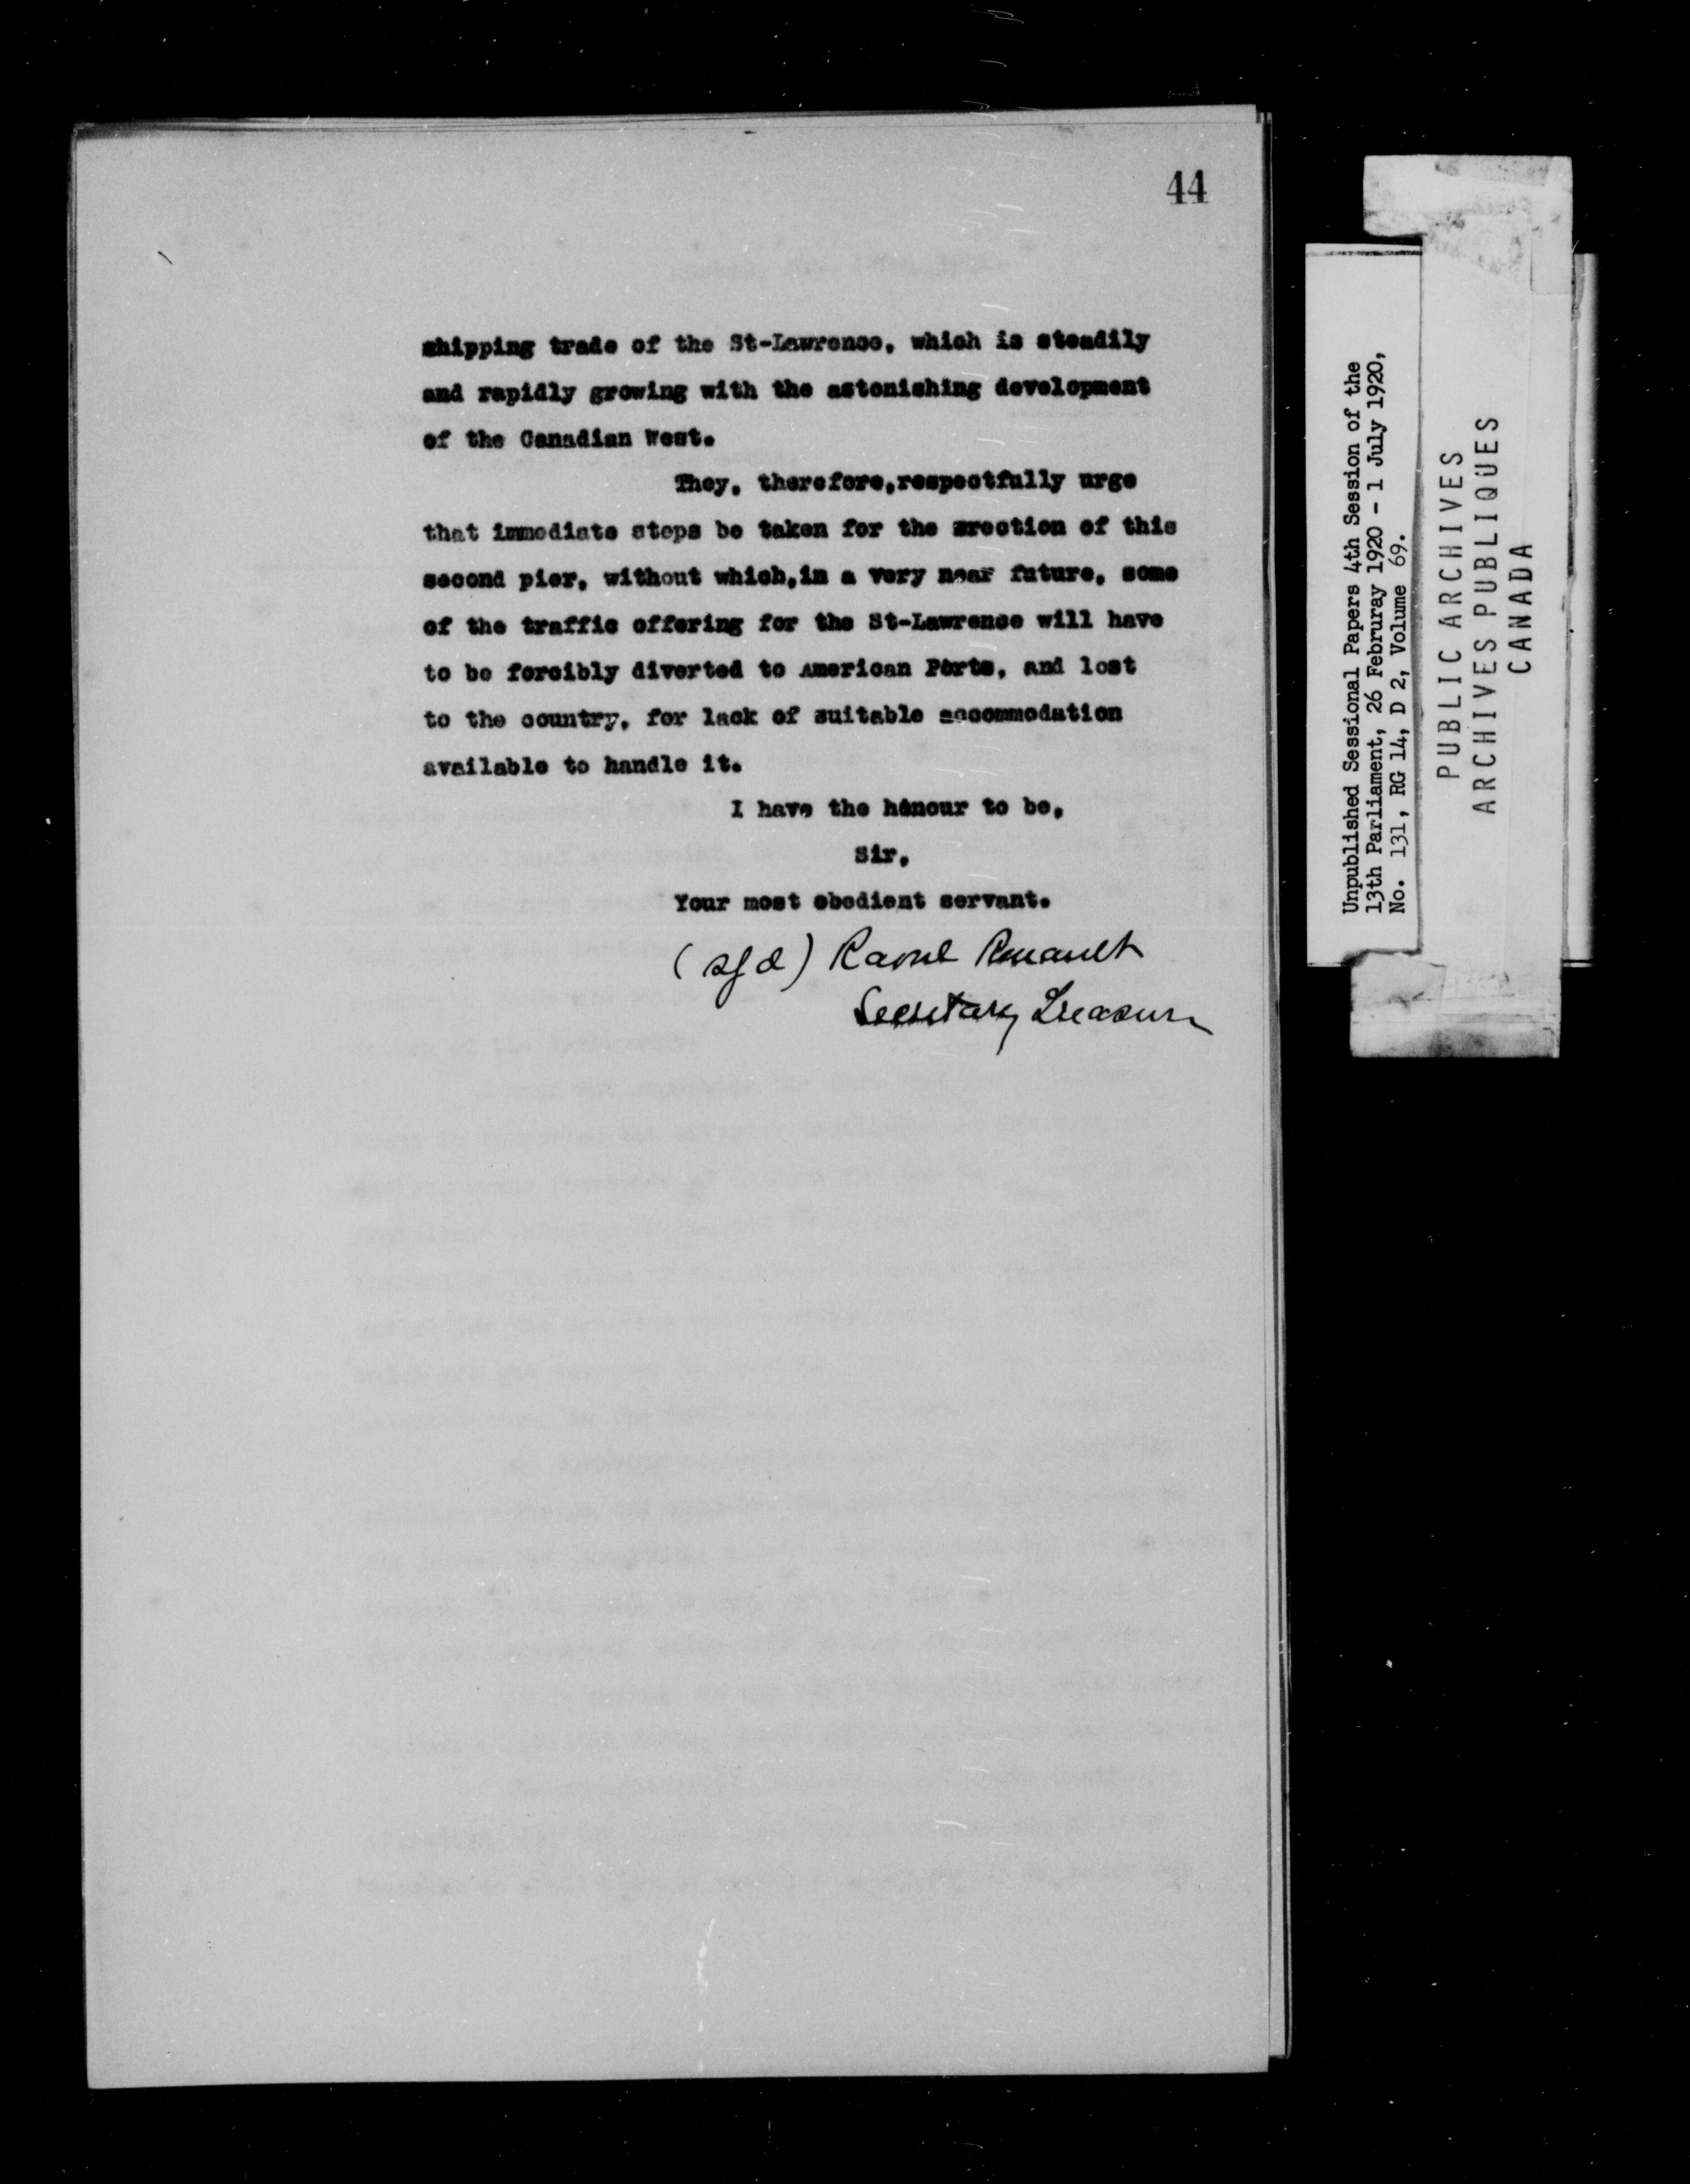 44
shipping trade of the St-Lawrence, which is steadily
and rapidly growing with the astonishing development
of the Canadian West.
They, therefore,respectfully urge
that immediate steps be taken for the erection of this
second pier, without which,in a very near future, some
of the traffic offering for the St-Lawrence will have
to be forcibly diverted to American Ports, and lost
to the country, for lack of suitable accommodation
available to handle it.
I have the honour to be,
Sir,
Your most obedient servant.
(sgd) Raoul Renault
Secretary Treasurer
Unpublished Sessional Papers 4th Session of the
13th Parliament, 26 Februray 1920 - 1 July 1920,
No. 131, RG 14, D 2, Volume 69.
PUBLIC ARCHIVES
ARCHIVES PUBLIQUES
CANADA